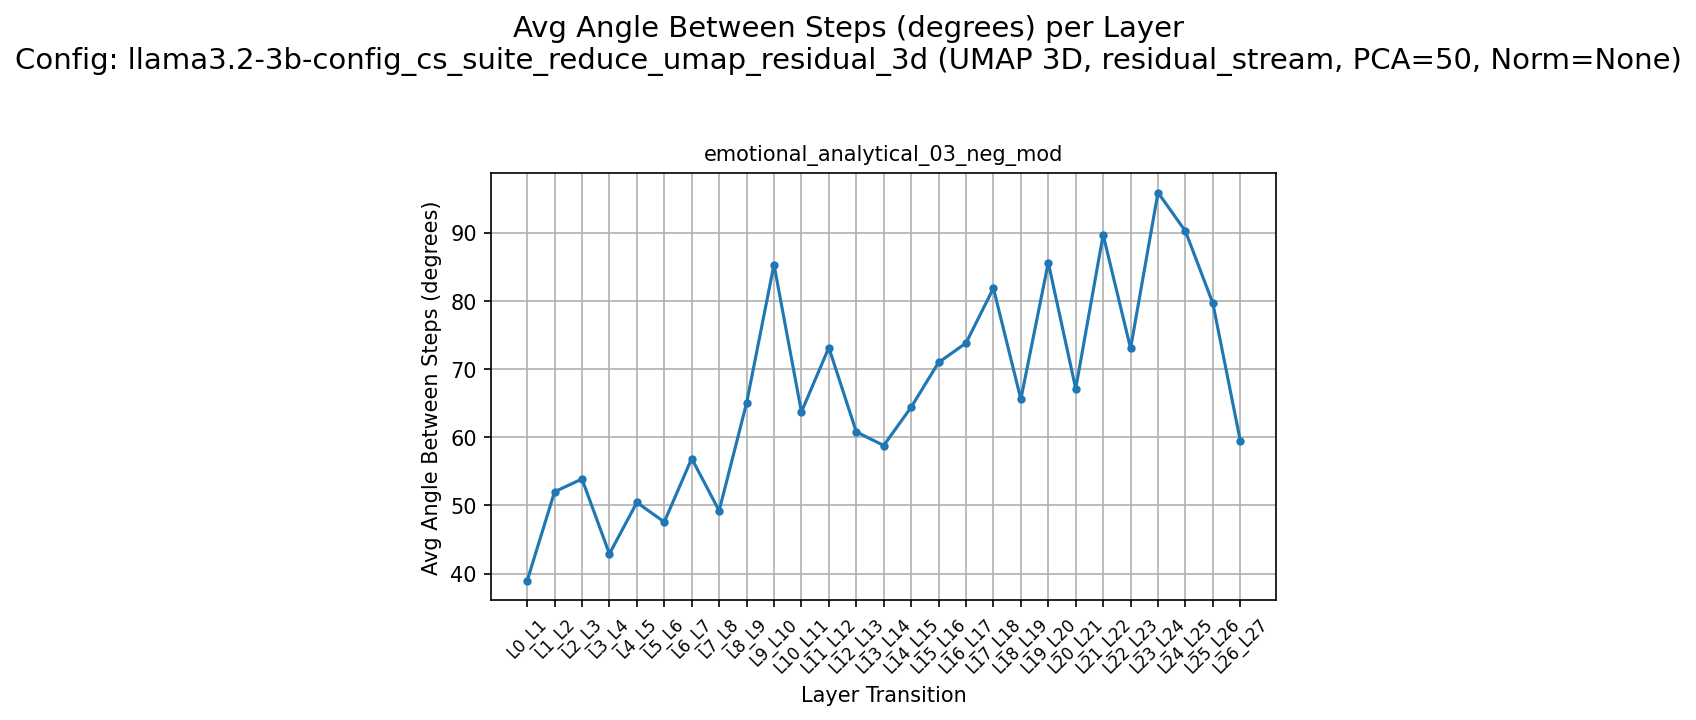 Avg Angle Between Steps (degrees) per Layer
Config: llama3.2-3b-config_cs_suite_reduce_umap_residual_3d (UMAP 3D, residual_stream, PCA=50, Norm=None)
emotional_analytical_03_neg_mod
Avg Angle Between Steps (degrees)
90
80
70
60
50
40
L0_L1
L1_L2
L2_L3
L3_L4
L4_L5
L5_L6
L6_L7
L7_L8
L8_L9
L9_L10
L10_L11
L11_L12
L12_L13
L13_L14
L14_L15
L15_L16
L16_L17
L17_L18
L18_L19
L19_L20
L20_L21
L21_L22
L22_L23
L23_L24
L24_L25
L25_L26
L26_L27
Layer Transition